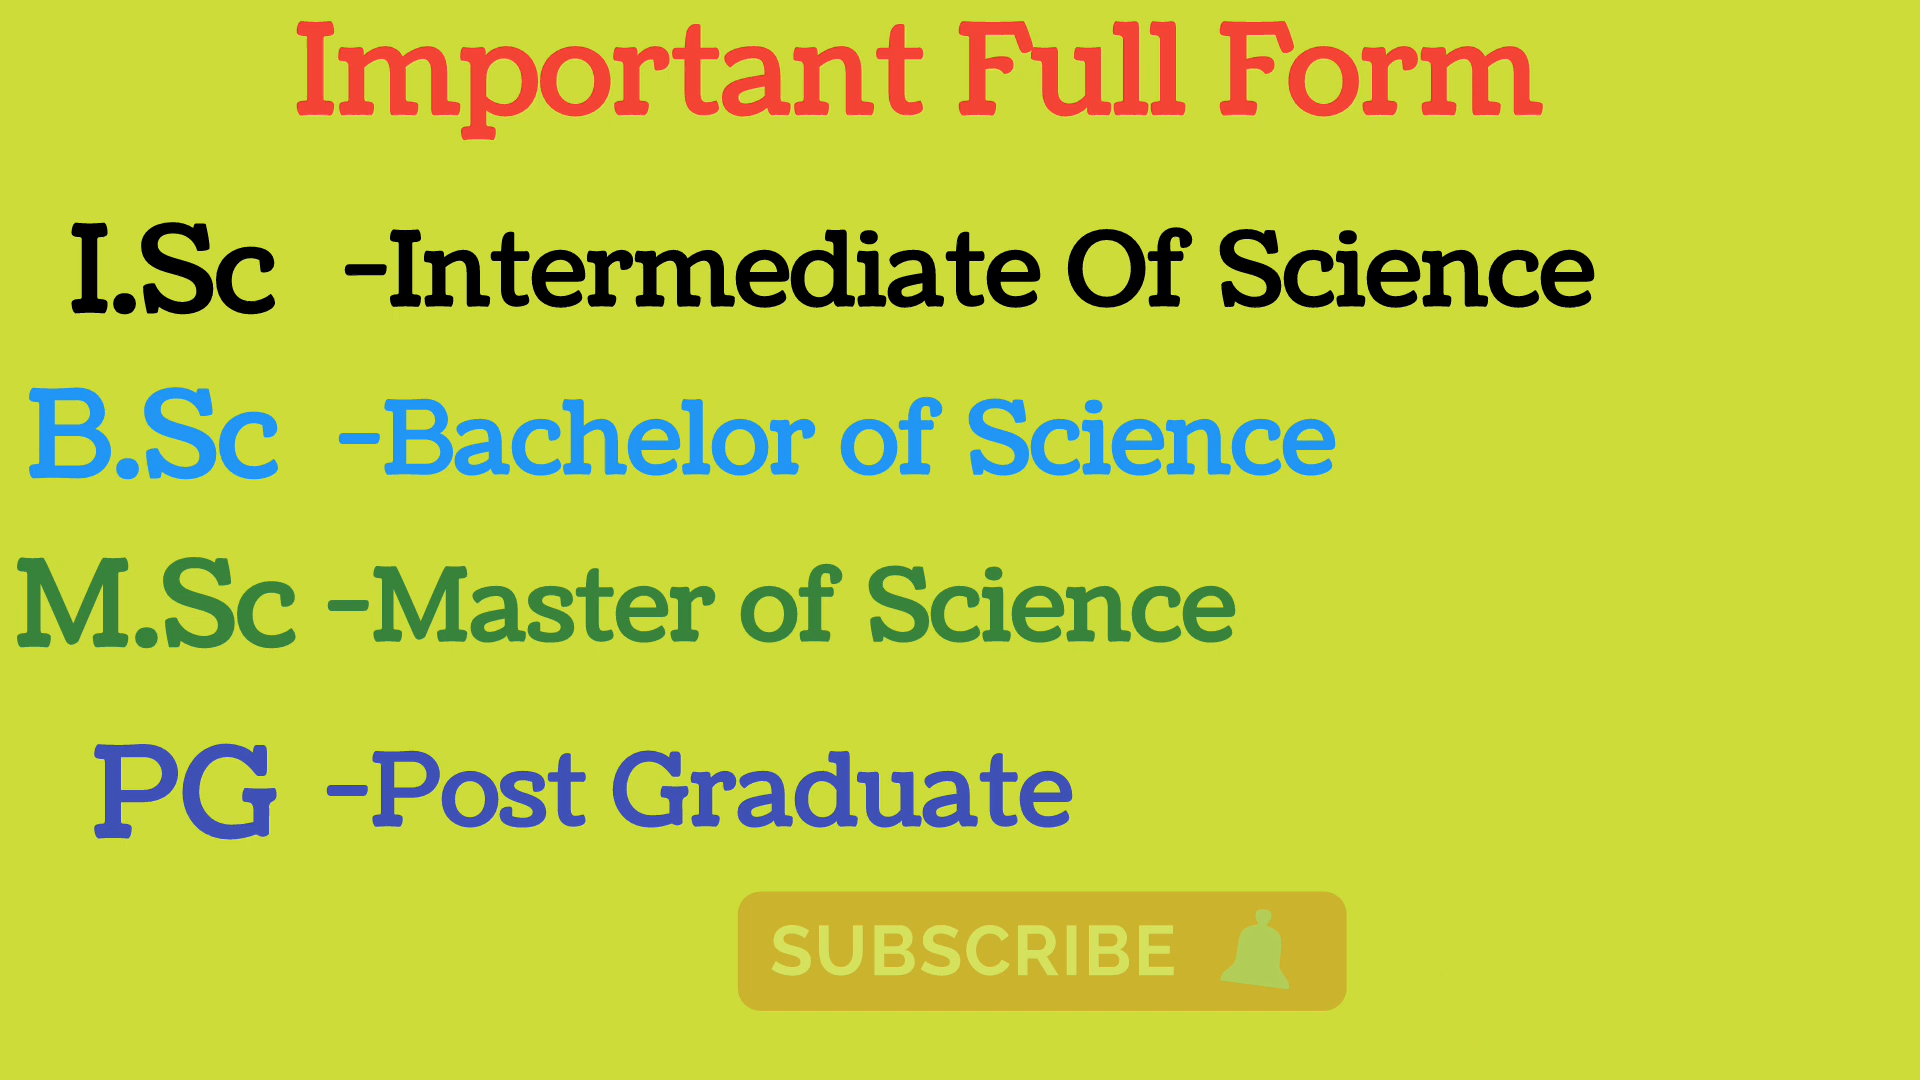 Important Full Form
I.Sc -Intermediate Of Science
B.Sc -Bachelor of Science
M.Sc -Master of Science
PG -Post Graduate
SUBSCRIBE